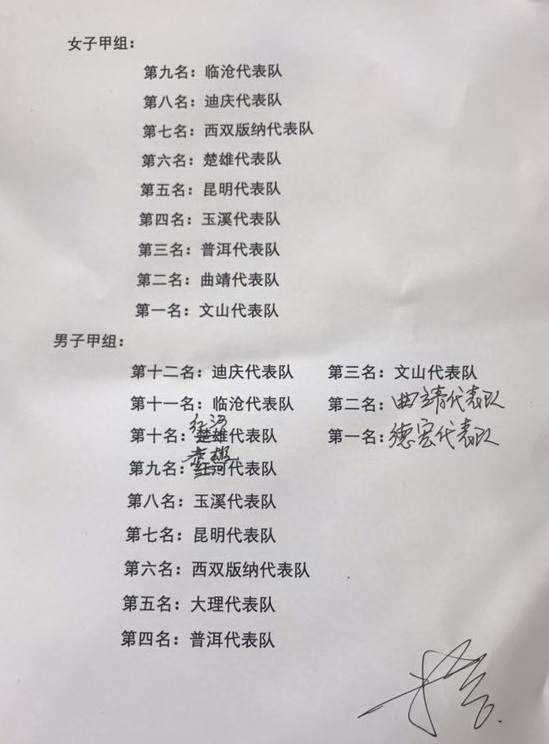 女子甲组：
第九名：临沧代表队
第八名：迪庆代表队
第七名：西双版纳代表队
第六名：楚雄代表队
第五名：昆明代表队
第四名：玉溪代表队
第三名：普洱代表队
第二名：曲靖代表队
第一名：文山代表队
男子甲组：
第十二名：迪庆代表队
第十一名：临沧代表队
红河
第十名：楚雄代表队
楚雄
第九名：红河代表队
第八名：玉溪代表队
第七名：昆明代表队
第六名：西双版纳代表队
第五名：大理代表队
第四名：普洱代表队
第三名：文山代表队
第二名：曲靖代表队
第一名：德宏代表队